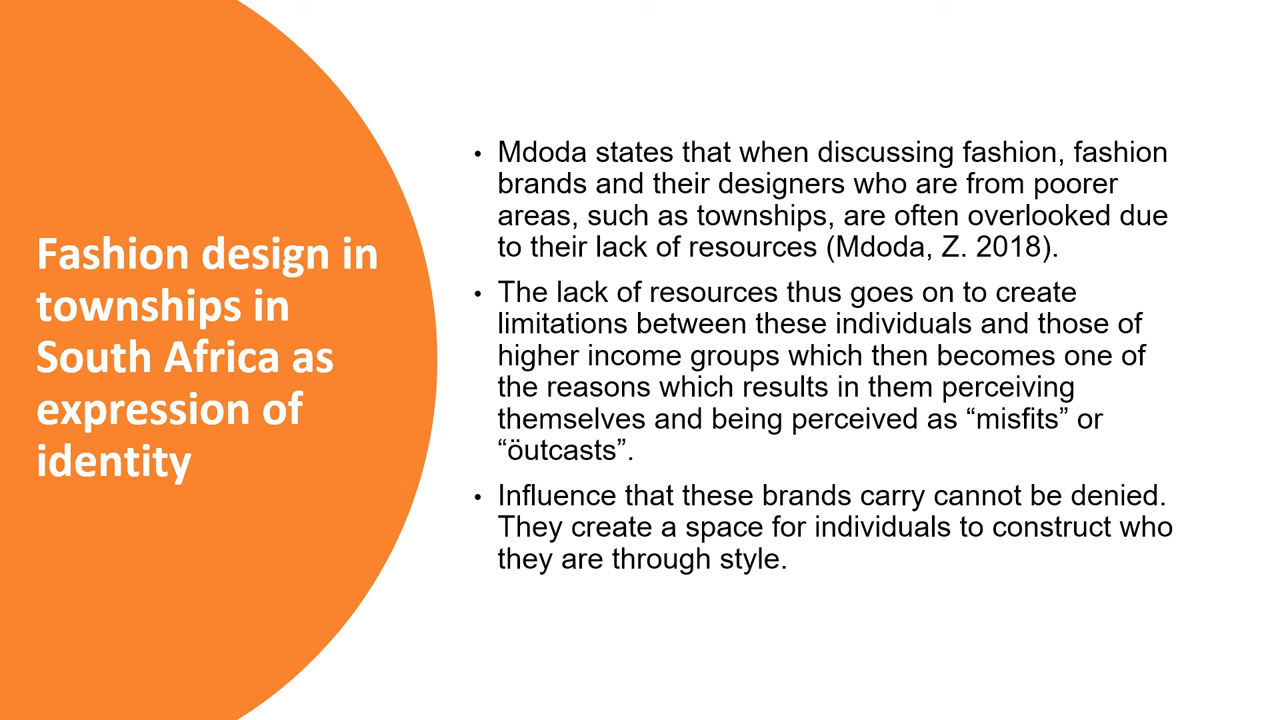 Fashion design in
townships in
South Africa as
expression of
identity
• Mdoda states that when discussing fashion, fashion
brands and their designers who are from poorer
areas, such as townships, are often overlooked due
to their lack of resources (Mdoda, Z. 2018).
• The lack of resources thus goes on to create
limitations between these individuals and those of
higher income groups which then becomes one of
the reasons which results in them perceiving
themselves and being perceived as “misfits” or
“öutcasts”.
• Influence that these brands carry cannot be denied.
They create a space for individuals to construct who
they are through style.